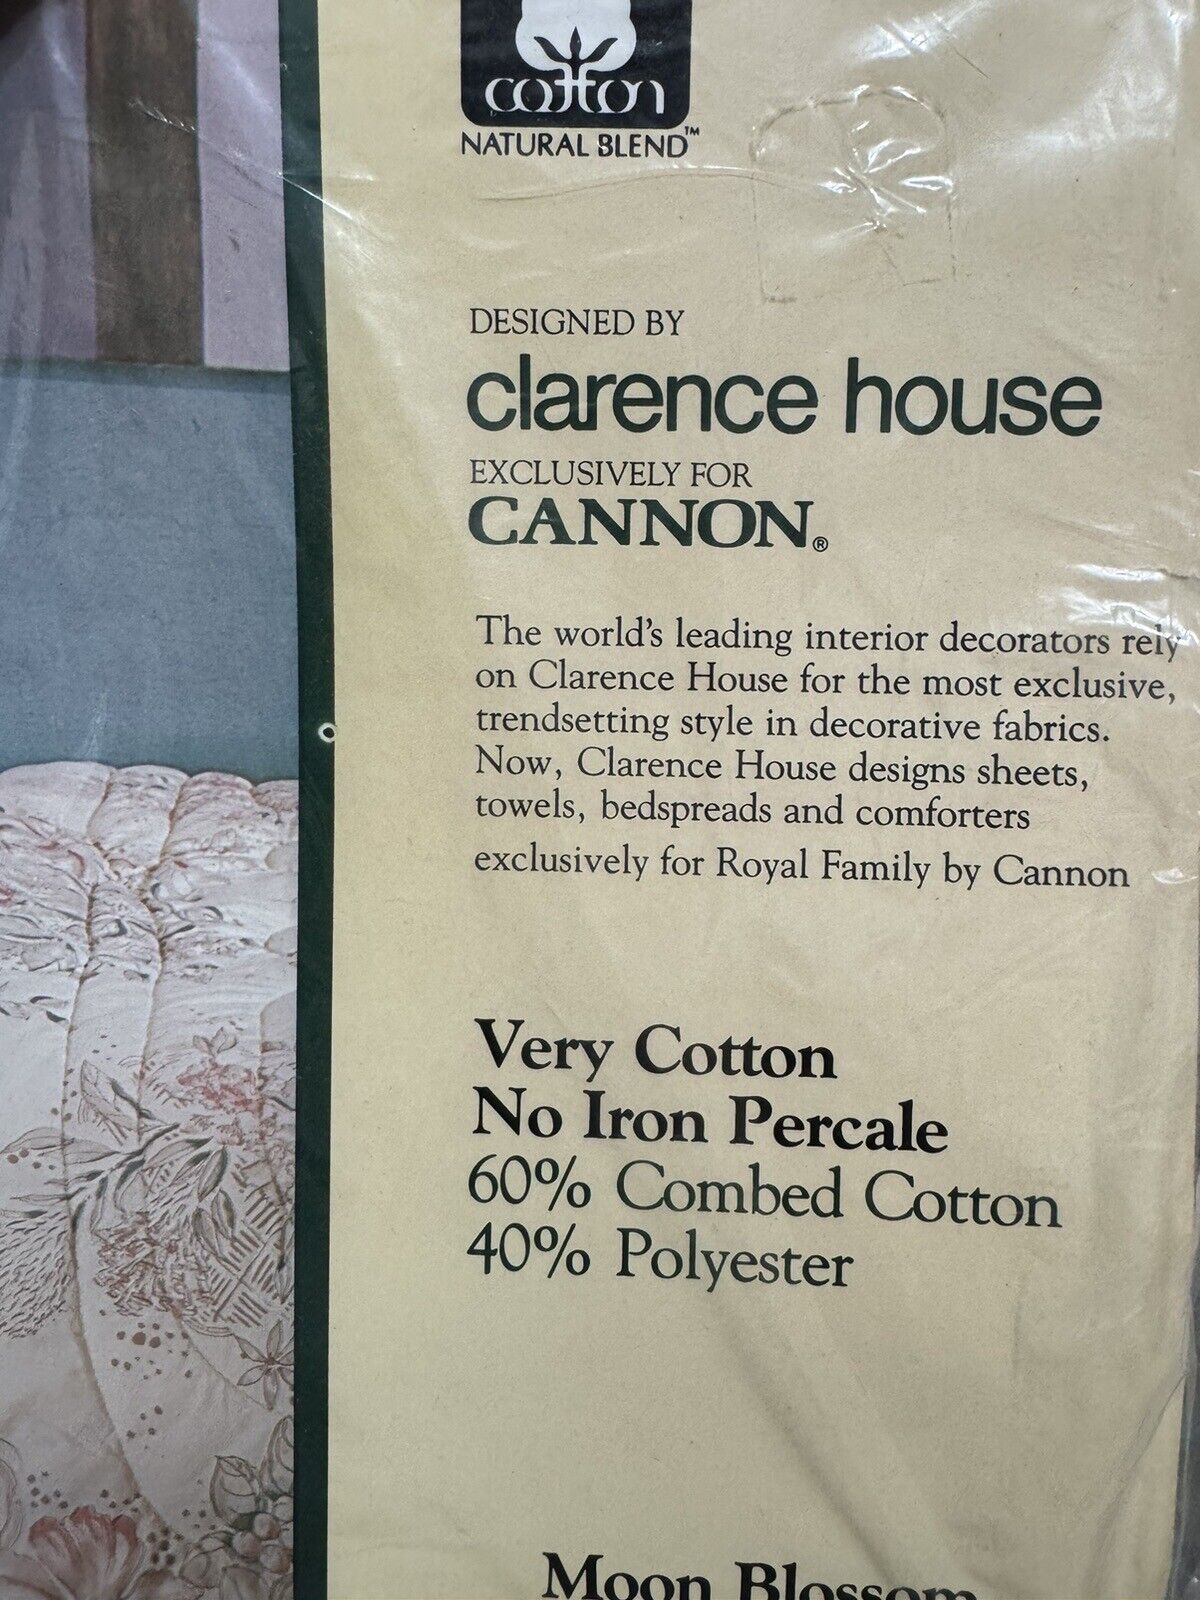 cotton
NATURAL BLEND™
DESIGNED BY
clarence house
EXCLUSIVELY FOR
CANNON®
The world's leading interior decorators rely
on Clarence House for the most exclusive,
trendsetting style in decorative fabrics.
Now, Clarence House designs sheets,
towels, bedspreads and comforters
exclusively for Royal Family by Cannon
Very Cotton
No Iron Percale
60% Combed Cotton
40% Polyester
Moon Blossom